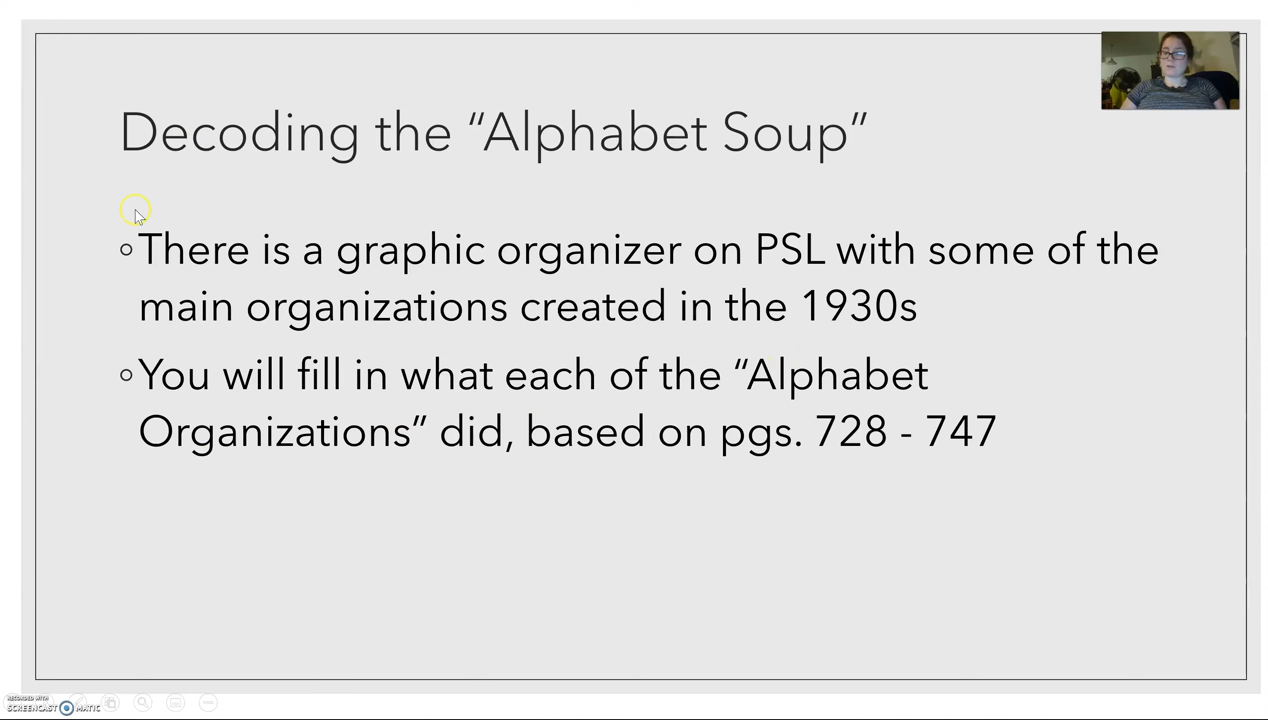 Decoding the “Alphabet Soup”
◦There is a graphic organizer on PSL with some of the
main organizations created in the 1930s
◦You will fill in what each of the “Alphabet
Organizations” did, based on pgs. 728 - 747
RECORDED WITH
SCREENCAST MATIC